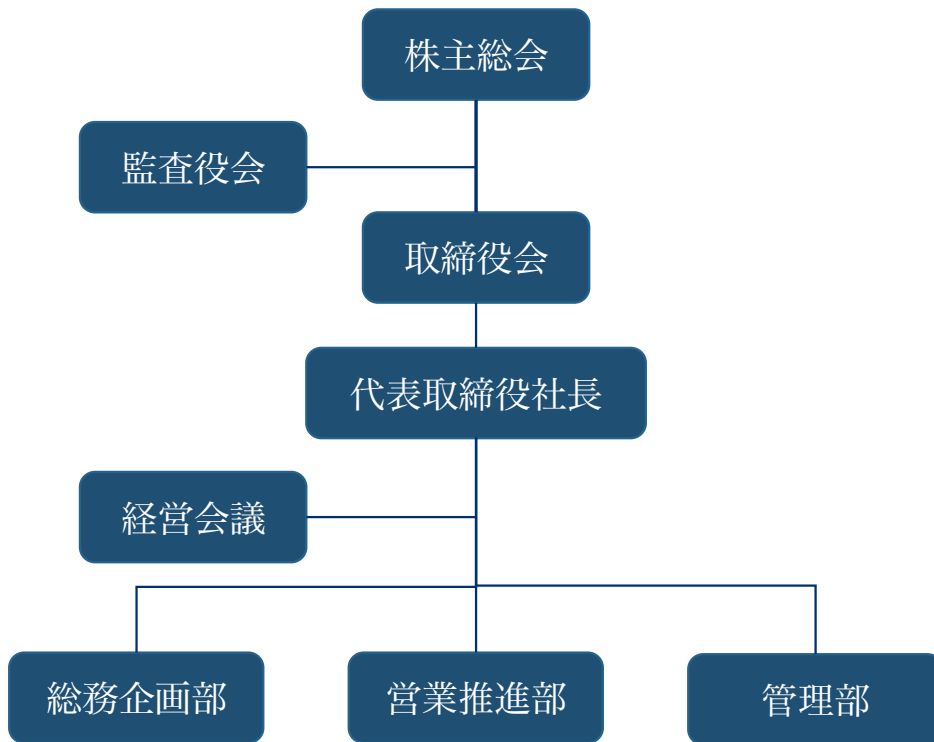 株主総会
監査役会
取締役会
代表取締役社長
経営会議
総務企画部
営業推進部
管理部